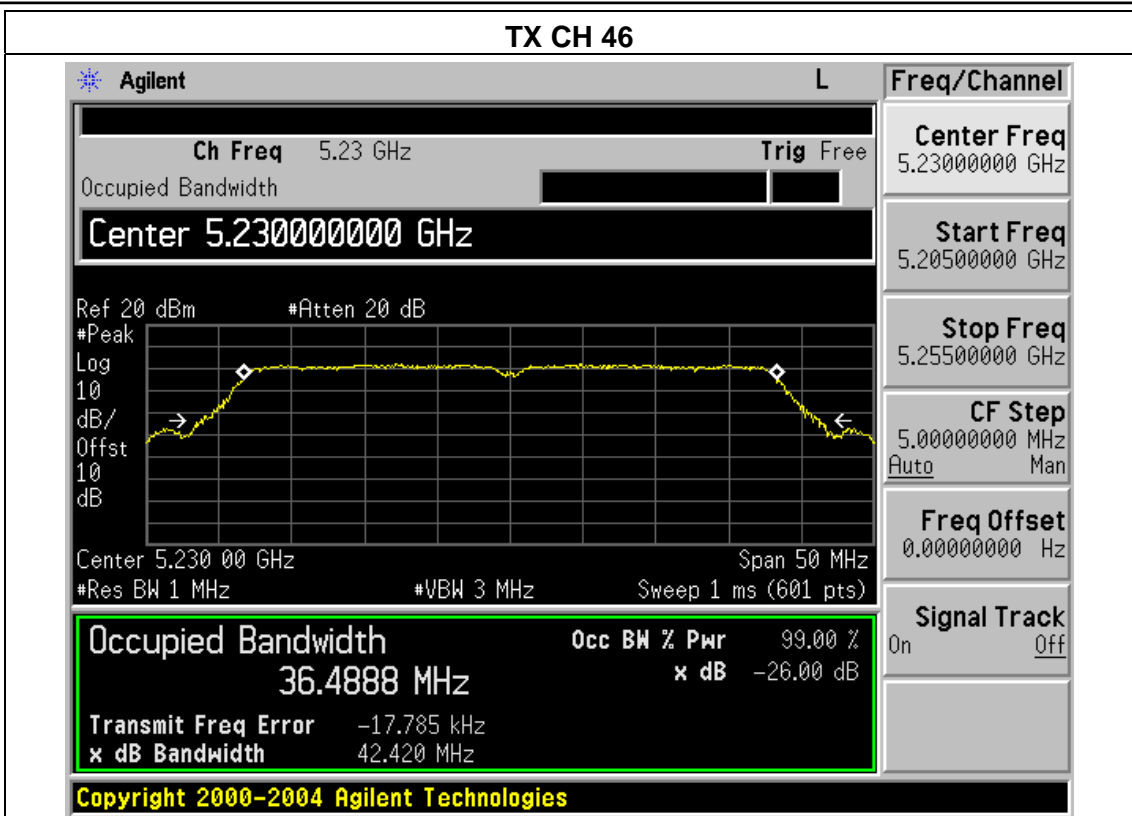 TX CH 46
Agilent L Freq/Channel
Ch Freq 5.23 GHz Trig Free
Occupied Bandwidth
Center 5.230000000 GHz
Ref 20 dBm #Atten 20 dB
#Peak
Log
10
dB/
Offst
10
dB
Center 5.230 00 GHz Span 50 MHz
#Res BW 1 MHz #VBW 3 MHz Sweep 1 ms (601 pts)
Occupied Bandwidth Occ BW % Pwr 99.00 %
36.4888 MHz x dB -26.00 dB
Transmit Freq Error -17.785 kHz
x dB Bandwidth 42.420 MHz
Copyright 2000-2004 Agilent Technologies
Center Freq
5.23000000 GHz
Start Freq
5.20500000 GHz
Stop Freq
5.25500000 GHz
CF Step
5.00000000 MHz
Auto Man
Freq Offset
0.00000000 Hz
Signal Track
On Off